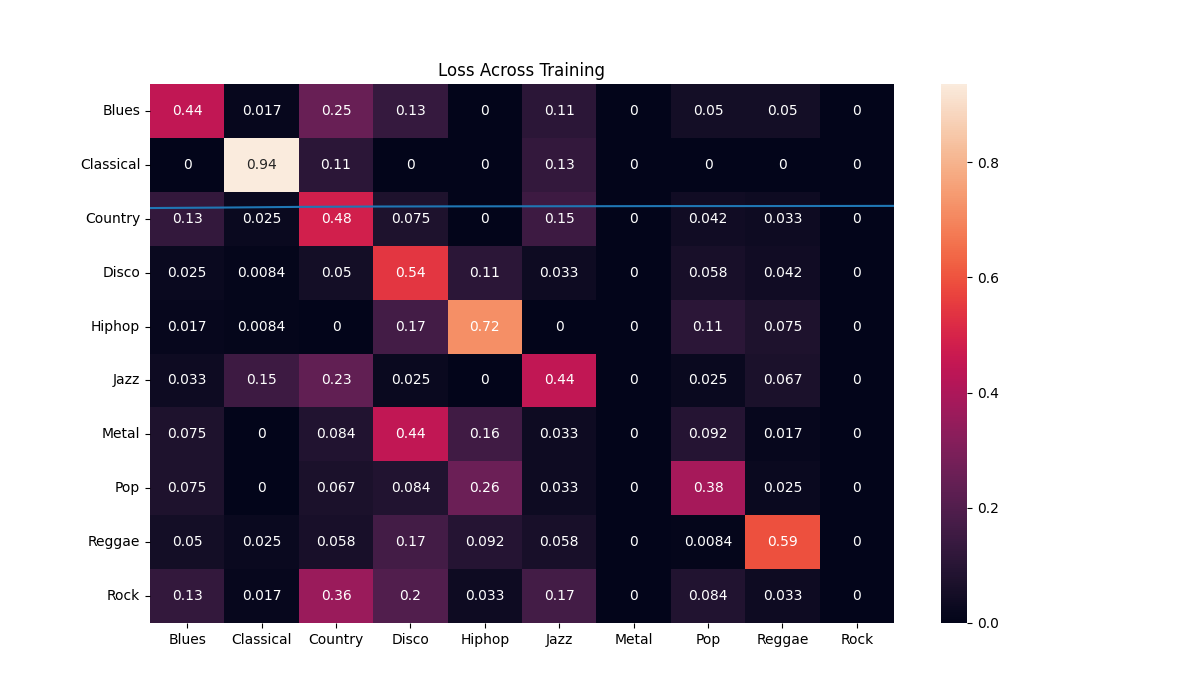 Loss Across Training
Blues 0.44 0.017 0.25 0.13 0 0.11 0 0.05 0.05 0
Classical 0 0.94 0.11 0 0 0.13 0 0 0 0
0.8
Country 0.13 0.025 0.48 0.075 0 0.15 0 0.042 0.033 0
Disco 0.025 0.0084 0.05 0.54 0.11 0.033 0 0.058 0.042 0
0.6
Hiphop 0.017 0.0084 0 0.17 0.72 0 0 0.11 0.075 0
Jazz 0.033 0.15 0.23 0.025 0 0.44 0 0.025 0.067 0
0.4
Metal 0.075 0 0.084 0.44 0.16 0.033 0 0.092 0.017 0
Pop 0.075 0 0.067 0.084 0.26 0.033 0 0.38 0.025 0
0.2
Reggae 0.05 0.025 0.058 0.17 0.092 0.058 0 0.0084 0.59 0
Rock 0.13 0.017 0.36 0.2 0.033 0.17 0 0.084 0.033 0
0.0
Blues Classical Country Disco Hiphop Jazz Metal Pop Reggae Rock